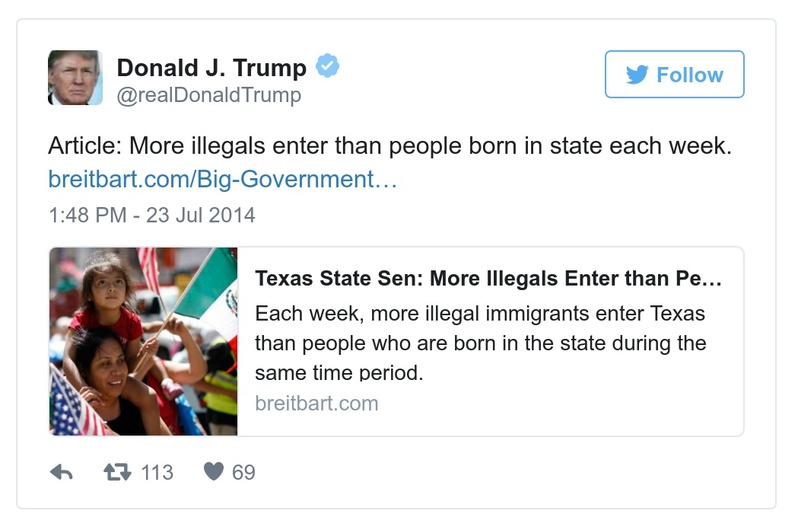 Donald J. Trump
@realDonaldTrump
Follow
Article: More illegals enter than people born in state each week.
breitbart.com/Big-Government…
1:48 PM - 23 Jul 2014
Texas State Sen: More Illegals Enter than Pe…
Each week, more illegal immigrants enter Texas
than people who are born in the state during the
same time period.
breitbart.com
113
69